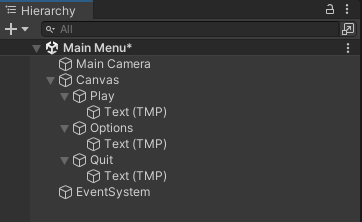 Hierarchy
All
Main Menu*
Main Camera
Canvas
Play
Text (TMP)
Options
Text (TMP)
Quit
Text (TMP)
EventSystem